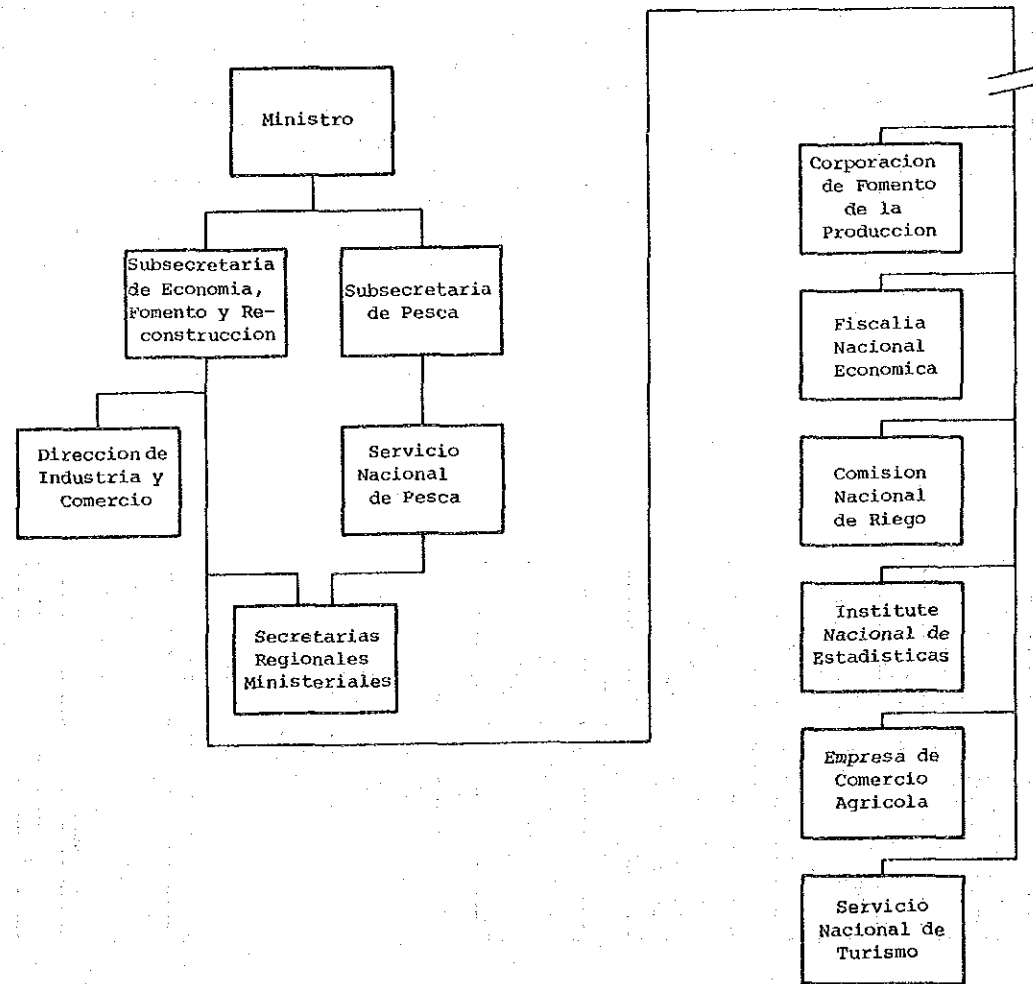 Ministro
Subsecretaria
de Economia,
Fomento y Re-
construccion
Subsecretaria
de Pesca
Direccion de
Industria y
Comercio
Servicio
Nacional
de Pesca
Secretarias
Regionales
Ministeriales
Corporacion
de Fomento
de la
Produccion
Fiscalia
Nacional
Economica
Comision
Nacional
de Riego
Institute
Nacional de
Estadisticas
Empresa de
Comercio
Agricola
Servicio
Nacional de
Turismo